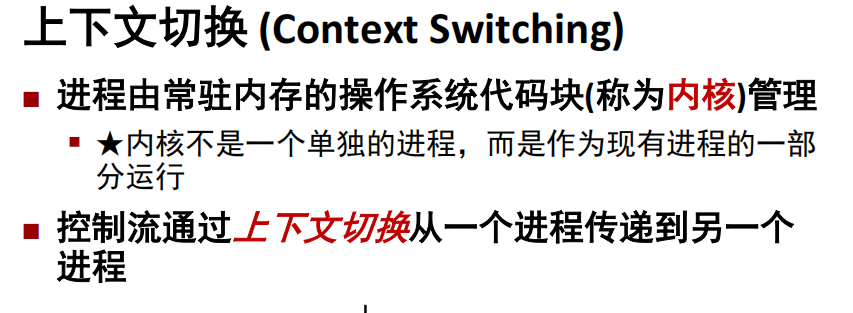 上下文切换 (Context Switching)
■ 进程由常驻内存的操作系统代码块(称为内核)管理
▪ ★内核不是一个单独的进程，而是作为现有进程的一部
分运行
■ 控制流通过上下文切换从一个进程传递到另一个
进程